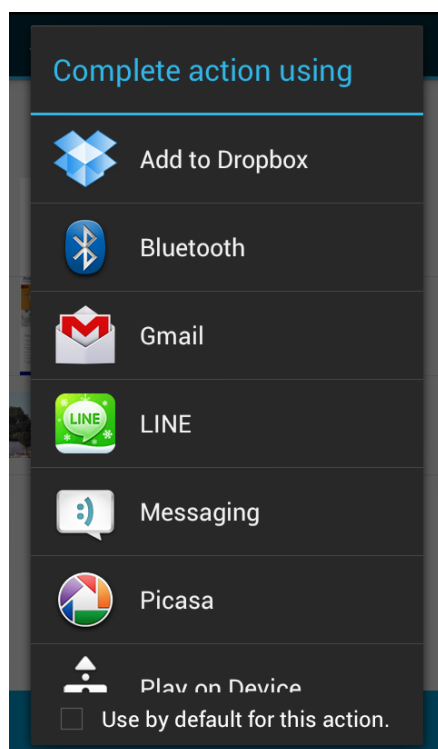 Complete action using
Add to Dropbox
Bluetooth
Gmail
LINE
LINE
:)
Messaging
Picasa
Play on Device
Use by default for this action.